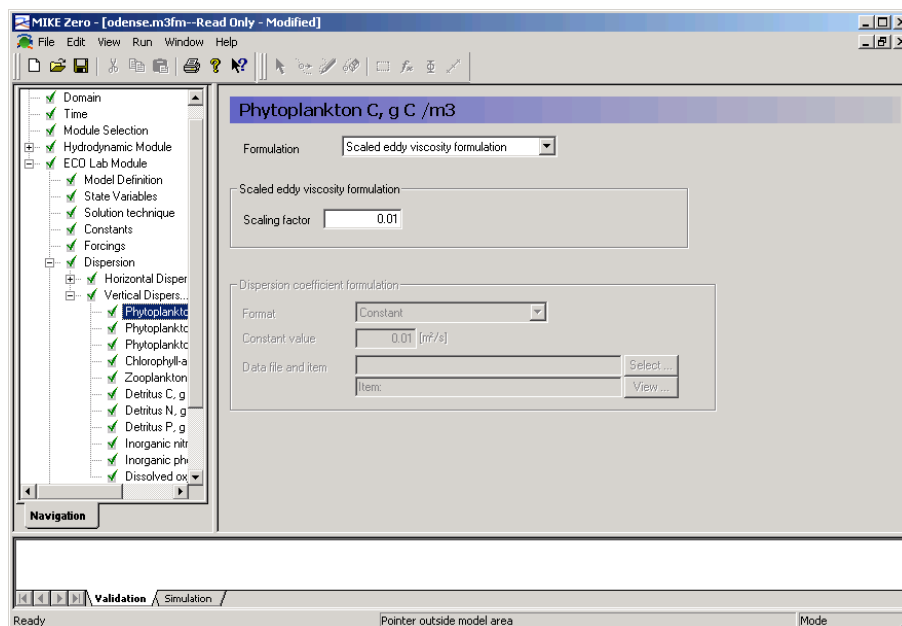 MIKE Zero - [odense.m3fm--Read Only - Modified]
File Edit View Run Window Help
Domain
Time
Module Selection
Hydrodynamic Module
ECO Lab Module
Model Definition
State Variables
Solution technique
Constants
Forcings
Dispersion
Horizontal Disper
Vertical Dispers...
Phytoplankto
Phytoplankto
Phytoplankto
Chlorophyll-a
Zooplankton
Detritus C, g
Detritus N, g
Detritus P, g
Inorganic nitr
Inorganic pho
Dissolved ox
Navigation
Phytoplankton C, g C /m3
Formulation Scaled eddy viscosity formulation
Scaled eddy viscosity formulation
Scaling factor 0.01
Dispersion coefficient formulation
Format Constant
Constant value 0.01 [m²/s]
Data file and item Select ...
Item: View ...
Validation Simulation
Ready Pointer outside model area Mode